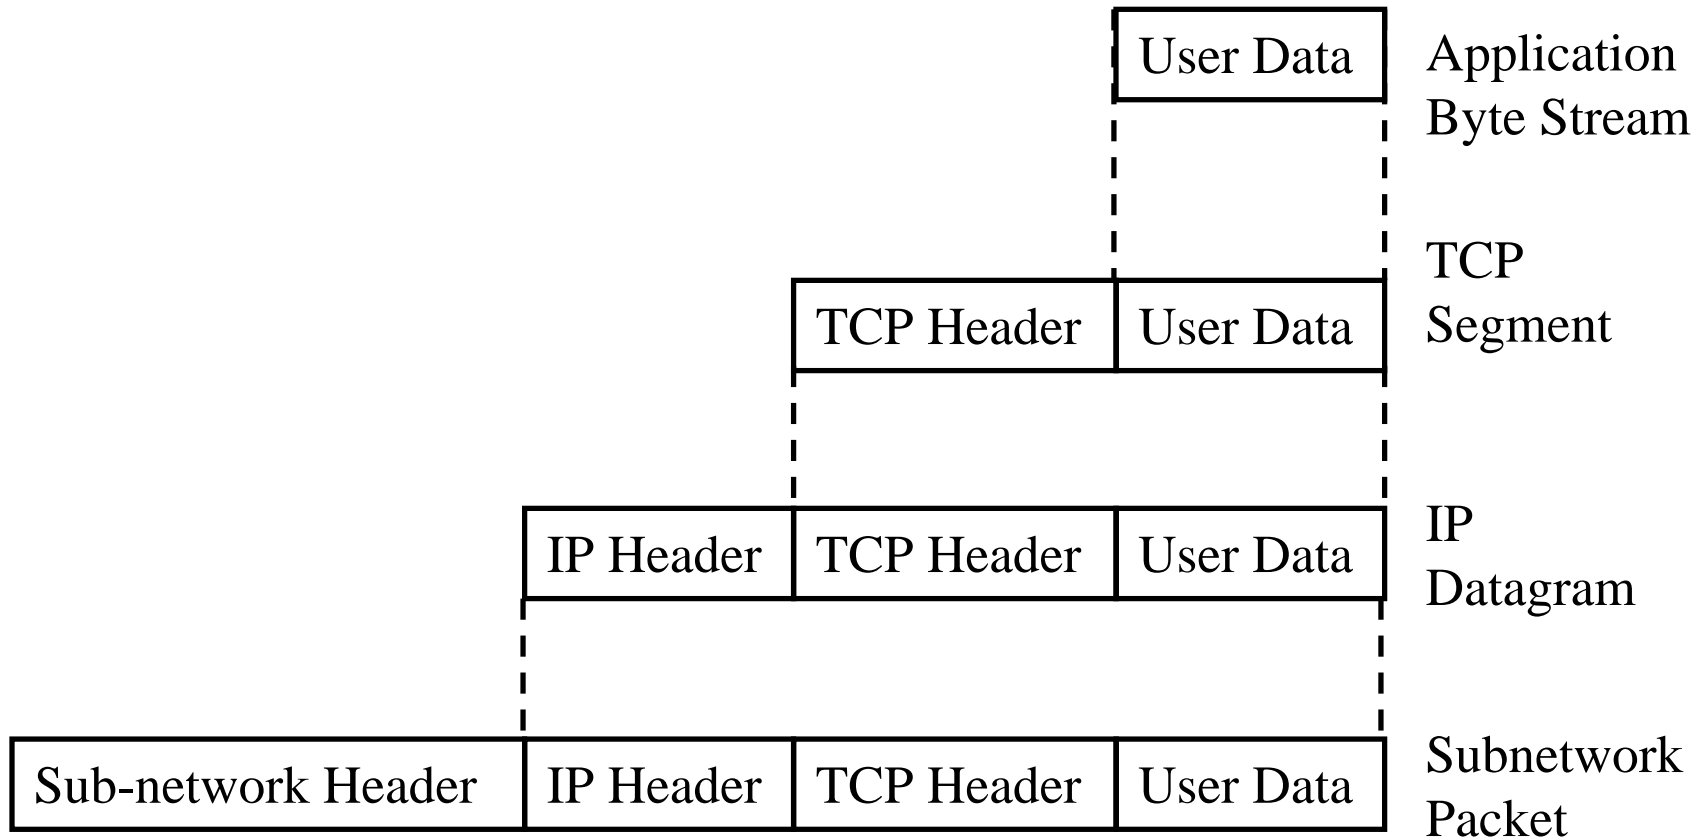 User Data
Application
Byte Stream
TCP Header
User Data
TCP
Segment
IP Header
TCP Header
User Data
IP
Datagram
Sub-network Header
IP Header
TCP Header
User Data
Subnetwork
Packet